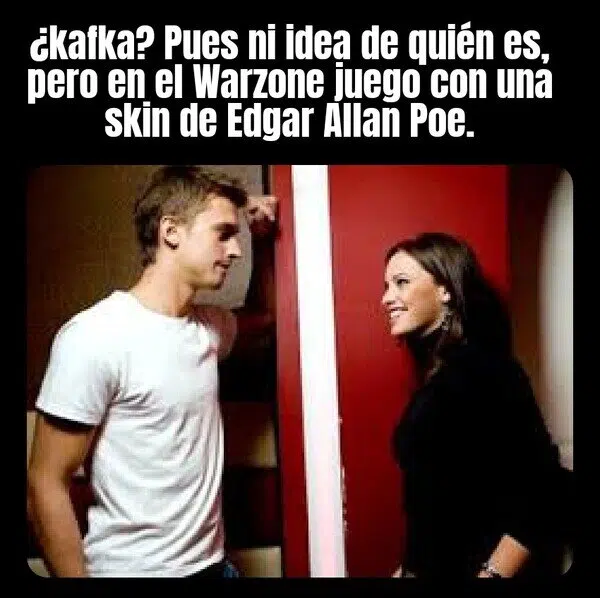 ¿kafka? Pues ni idea de quién es,
pero en el Warzone juego con una
skin de Edgar Allan Poe.